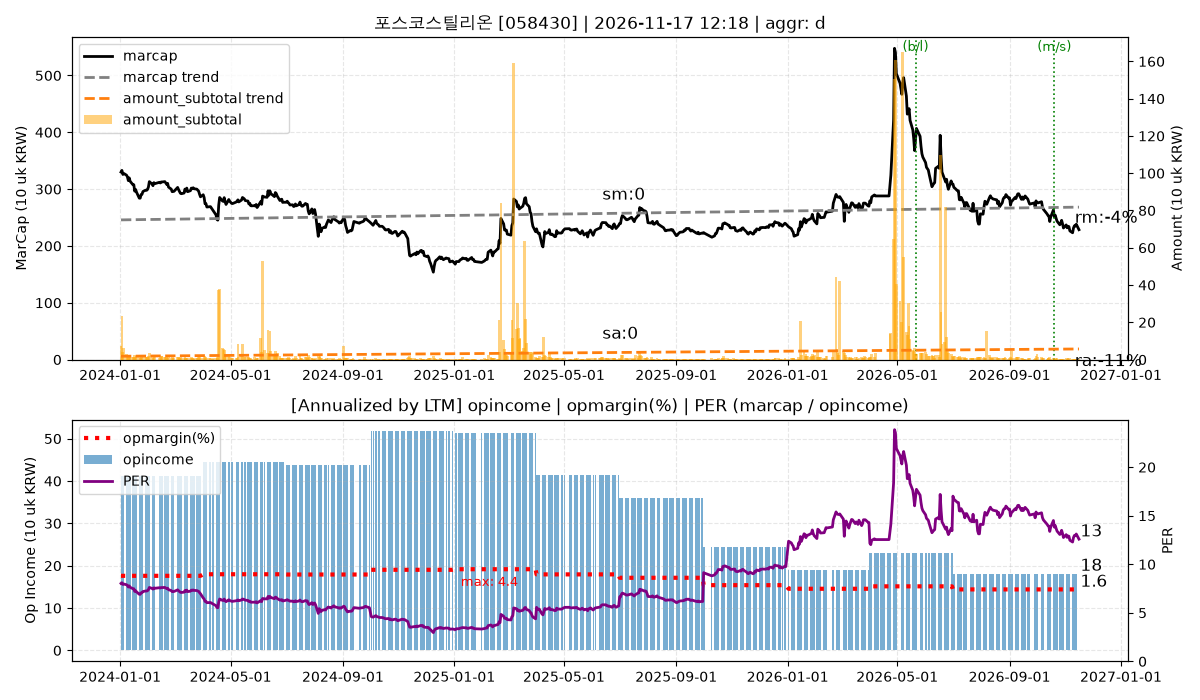 포스코스틸리온 [058430] | 2026-11-17 12:18 | aggr: d
marcap
marcap trend
amount_subtotal trend
amount_subtotal
(b/l)
(m/s)
sm:0
sa:0
rm:-4%
ra:-11%
MarCap (10 uk KRW)
500
400
300
200
100
0
Amount (10 uk KRW)
160
140
120
100
80
60
40
20
0
2024-01-01
2024-05-01
2024-09-01
2025-01-01
2025-05-01
2025-09-01
2026-01-01
2026-05-01
2026-09-01
2027-01-01
[Annualized by LTM] opincome | opmargin(%) | PER (marcap / opincome)
opmargin(%)
opincome
PER
max: 4.4
13
18
1.6
Op Income (10 uk KRW)
50
40
30
20
10
0
PER
20
15
10
5
0
2024-01-01
2024-05-01
2024-09-01
2025-01-01
2025-05-01
2025-09-01
2026-01-01
2026-05-01
2026-09-01
2027-01-01